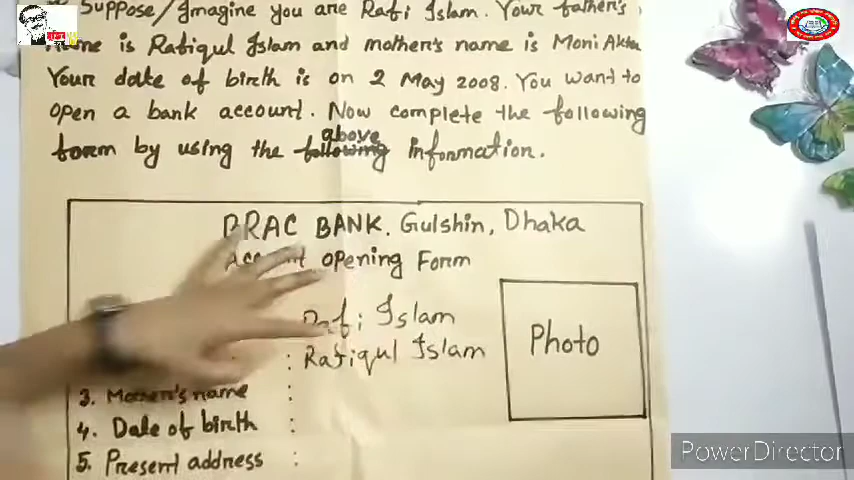 Suppose/Imagine you are Rafi Islam. Your father's
name is Rafiqul Islam and mother's name is Moni Akter
Your date of birth is on 2 May 2008. You want to
open a bank account. Now complete the following
above
form by using the following information.
BRAC BANK. Gulshin, Dhaka
Account opening Form
Rafi Islam
: Rafiqul Islam
Photo
3. Mother's name :
4. Date of birth :
5. Present address :
PowerDirector